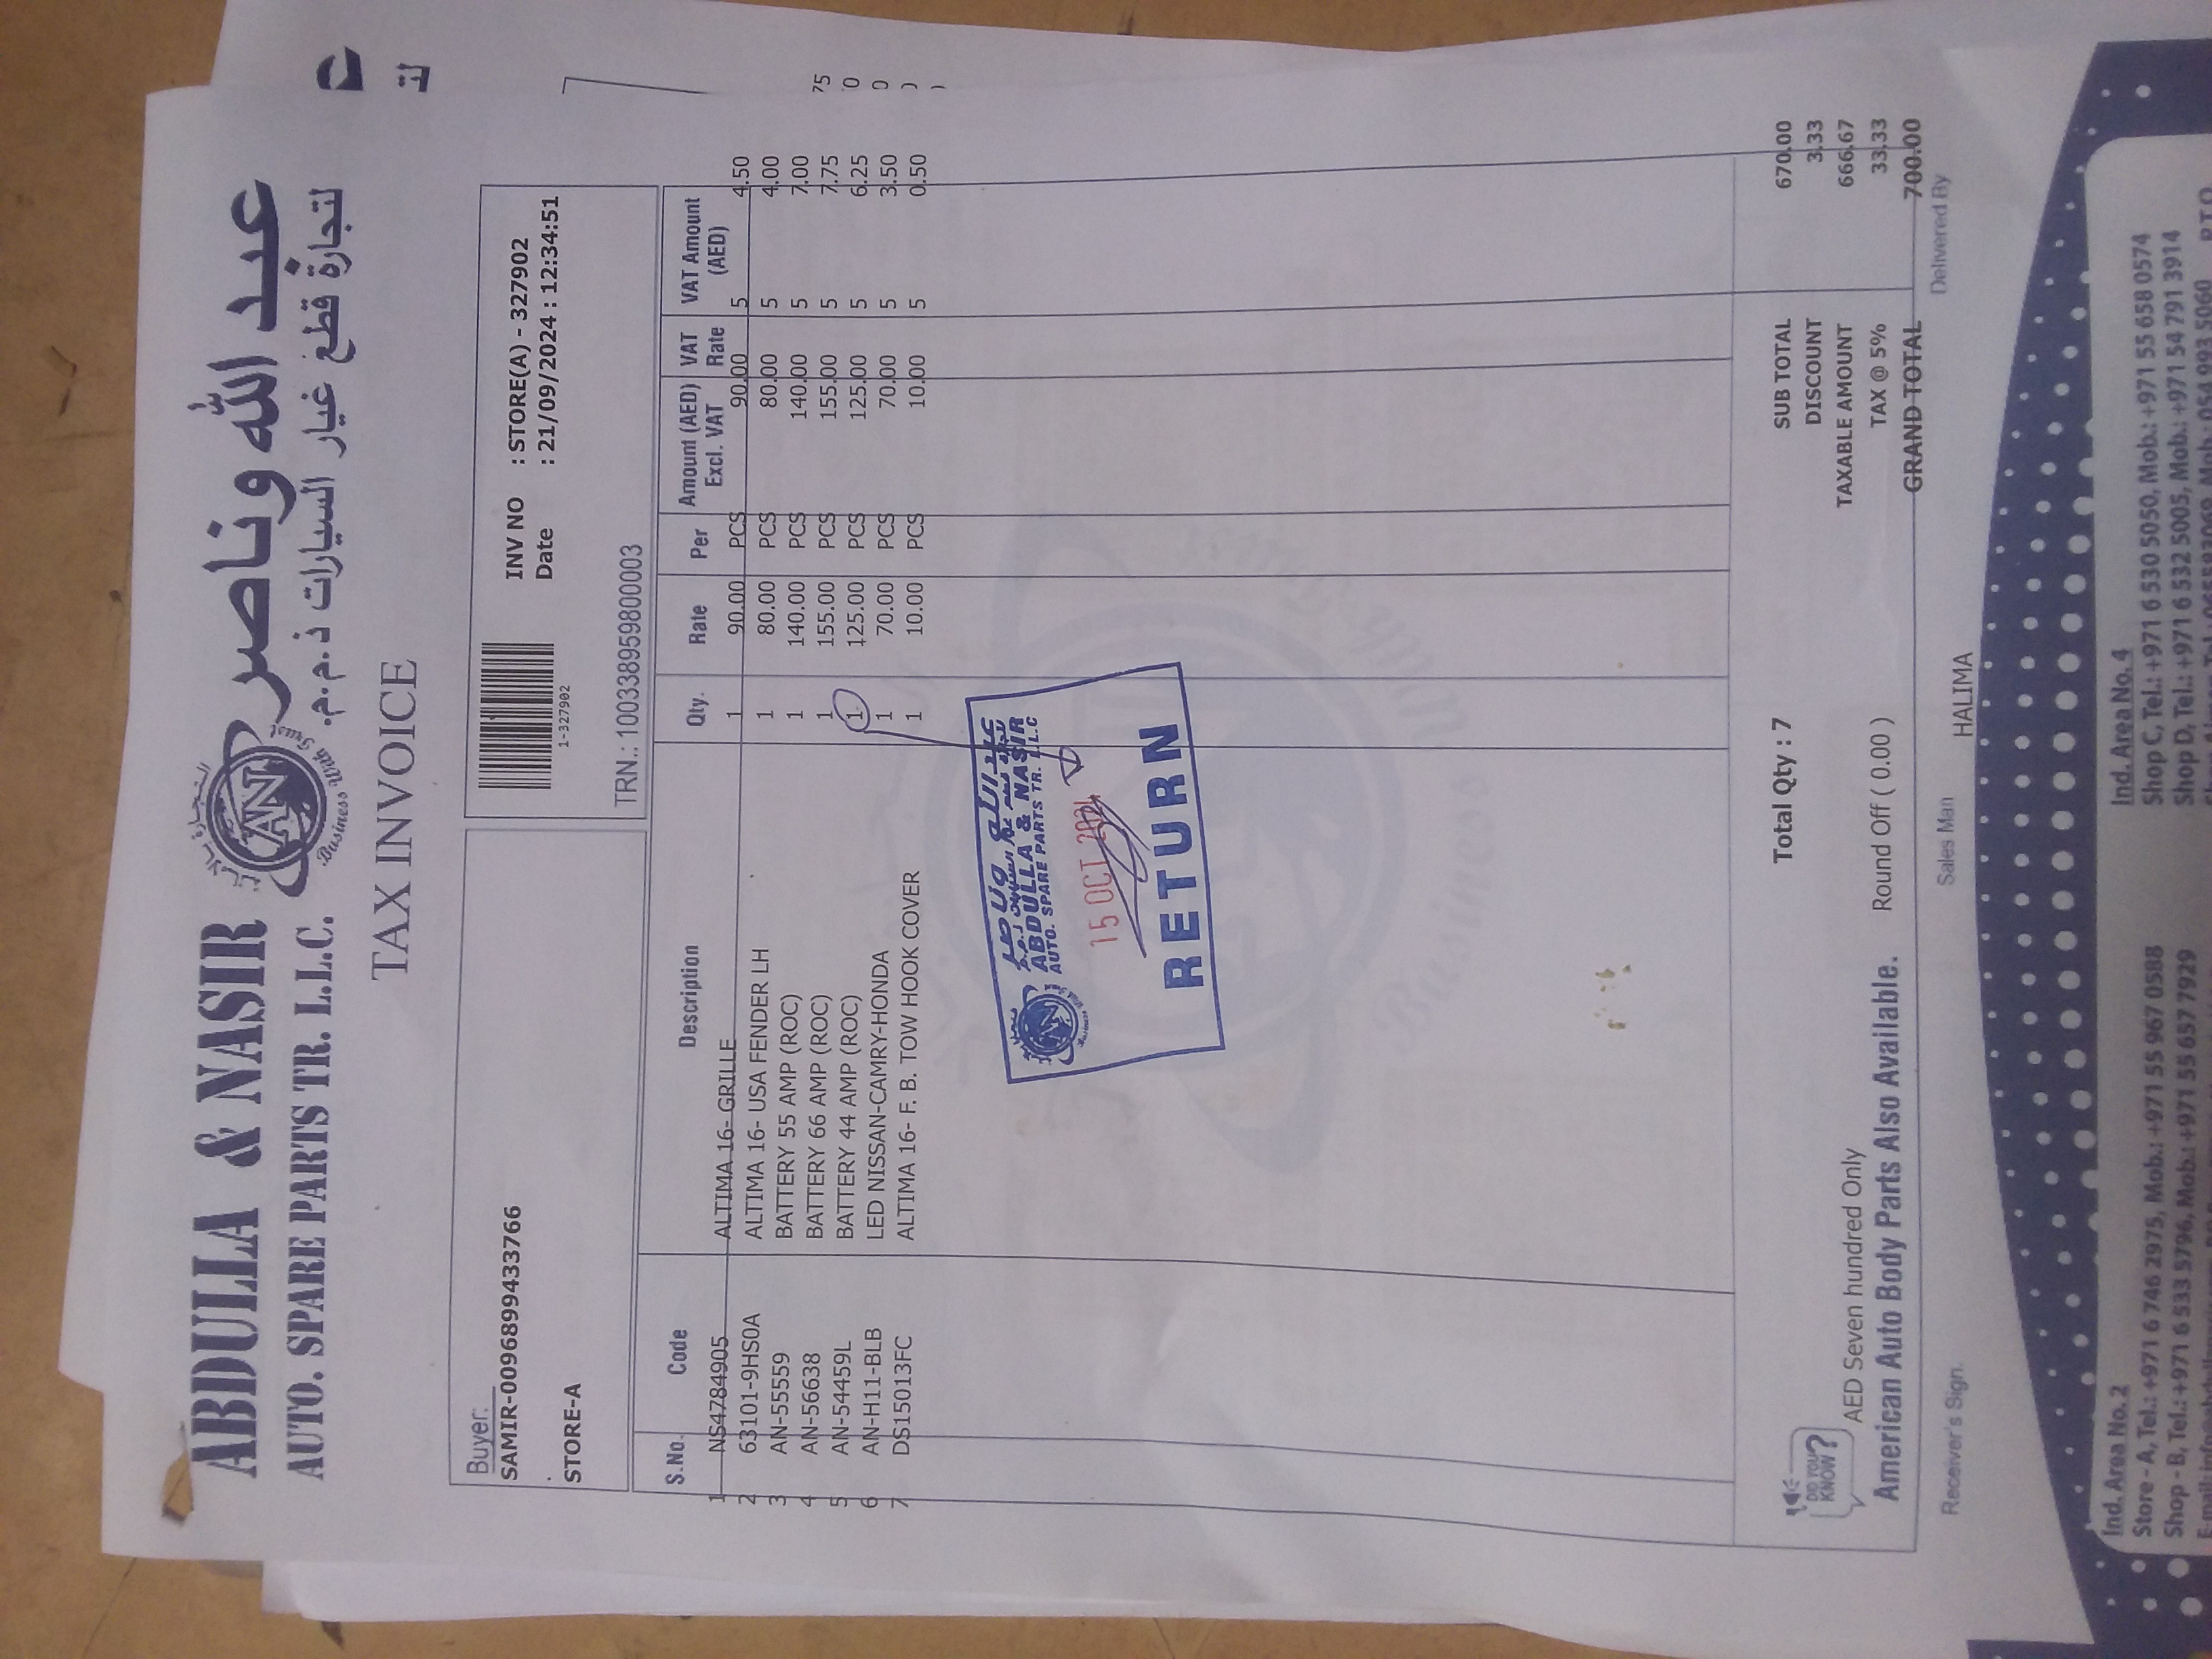 ABDULLA & NASIR
عبد الله وناصر
AUTO. SPARE PARTS TR. L.L.C.
لتجارة قطع غيار السيارات ذ.م.م.
AN
Business With Trust
TAX INVOICE
Buyer:
SAMIR-0096899433766
.
STORE-A
1-327902
INV NO : STORE(A) - 327902
Date : 21/09/2024 : 12:34:51
TRN.: 100338959800003
S.No. Code Description Qty. Rate Per Amount (AED) Excl. VAT VAT Rate VAT Amount (AED)
1 NS4784905 ALTIMA 16- GRILLE 1 90.00 PCS 90.00 5 4.50
2 63101-9HS0A ALTIMA 16- USA FENDER LH 1 80.00 PCS 80.00 5 4.00
3 AN-55559 BATTERY 55 AMP (ROC) 1 140.00 PCS 140.00 5 7.00
4 AN-56638 BATTERY 66 AMP (ROC) 1 155.00 PCS 155.00 5 7.75
5 AN-54459L BATTERY 44 AMP (ROC) 1 125.00 PCS 125.00 5 6.25
6 AN-H11-BLB LED NISSAN-CAMRY-HONDA 1 70.00 PCS 70.00 5 3.50
7 DS15013FC ALTIMA 16- F. B. TOW HOOK COVER 1 10.00 PCS 10.00 5 0.50
عبد الله وناصر
ABDULLA & NASIR
AUTO. SPARE PARTS TR. L.L.C
15 OCT 2024
RETURN
Total Qty : 7
SUB TOTAL 670.00
DISCOUNT 3.33
TAXABLE AMOUNT 666.67
TAX @ 5% 33.33
GRAND TOTAL 700.00
DID YOU KNOW?
AED Seven hundred Only
American Auto Body Parts Also Available.
Round Off ( 0.00 )
Receiver's Sign.
Sales Man HALIMA
Delivered By
Ind. Area No. 2
Store - A, Tel.: +971 6 746 2975, Mob.: +971 55 967 0588
Shop - B, Tel.: +971 6 533 5796, Mob.: +971 55 657 7929
Ind. Area No. 4
Shop C, Tel.: +971 6 530 5050, Mob.: +971 55 658 0574
Shop D, Tel.: +971 6 532 5005, Mob.: +971 54 791 3914